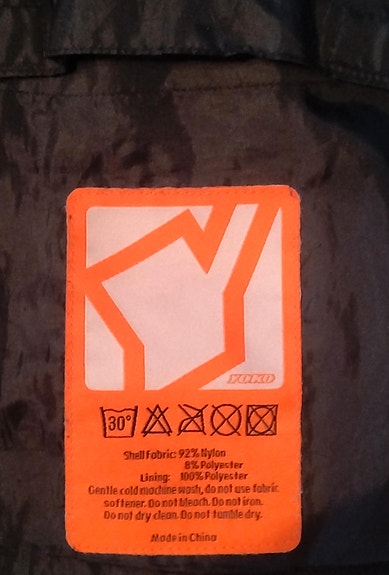 YOKO
30°
Shell Fabric: 92% Nylon
8% Polyester
Lining: 100% Polyester
Gentle cold machine wash, do not use fabric
softener. Do not bleach. Do not iron.
Do not dry clean. Do not tumble dry.
Made in China